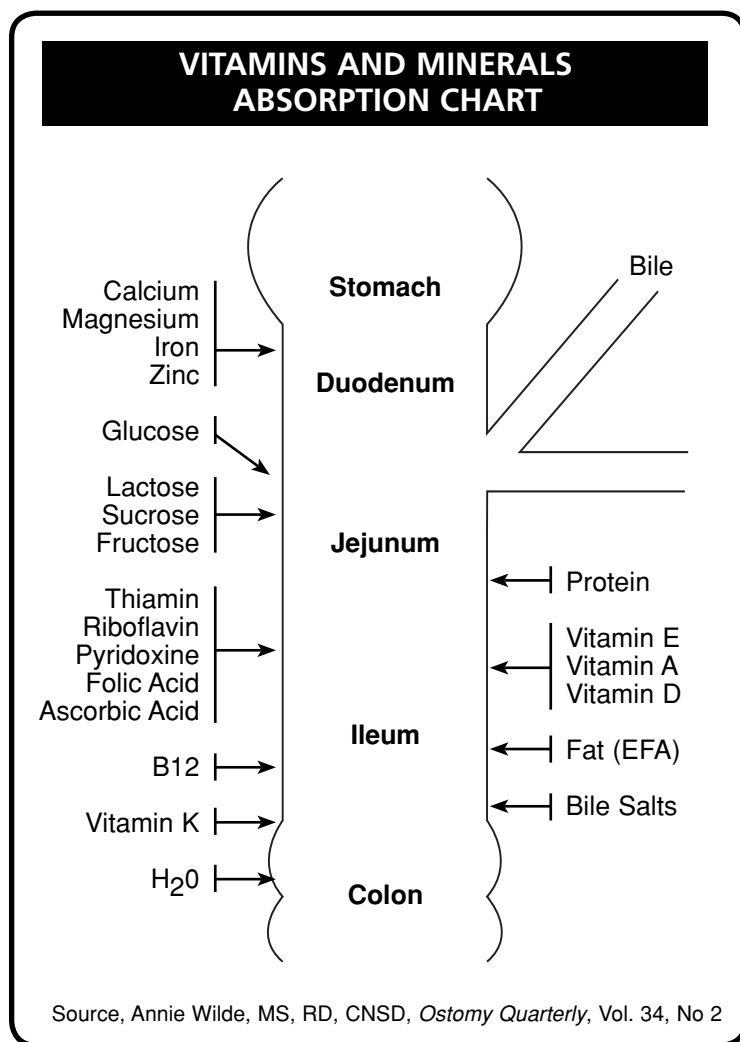 VITAMINS AND MINERALS
ABSORPTION CHART
Bile
Stomach
Calcium
Magnesium
Iron
Zinc
Duodenum
Glucose
Lactose
Sucrose
Fructose
Jejunum
Protein
Thiamin
Riboflavin
Pyridoxine
Folic Acid
Ascorbic Acid
Vitamin E
Vitamin A
Vitamin D
Ileum
Fat (EFA)
B12
Bile Salts
Vitamin K
H₂0
Colon
Source, Annie Wilde, MS, RD, CNSD, Ostomy Quarterly, Vol. 34, No 2